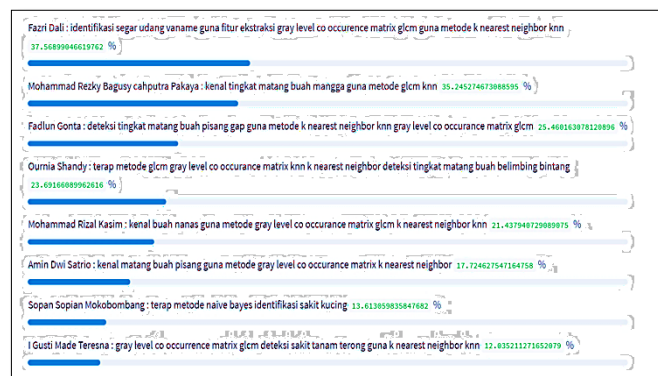 Fazri Dali : identifikasi segar udang vaname guna fitur ekstraksi gray level co occurence matrix glcm guna metode k nearest neighbor knn
37.56899046619762 %
Mohammad Rezky Bagusy cahputra Pakaya : kenal tingkat matang buah mangga guna metode glcm knn 35.245274673088595 %
Fadlun Gonta : deteksi tingkat matang buah pisang gap guna metode k nearest neighbor knn gray level co occurance matrix glcm 25.460163078120896 %
Ournia Shandy : terap metode glcm gray level co occurance matrix knn k nearest neighbor deteksi tingkat matang buah belimbing bintang
23.69166089962616 %
Mohammad Rizal Kasim : kenal buah nanas guna metode gray level co occurance matrix glcm k nearest neighbor knn 21.437940729089075 %
Amin Dwi Satrio : kenal matang buah pisang guna metode gray level co occurance matrix k nearest neighbor 17.724627547164758 %
Sopan Sopian Mokobombang : terap metode naive bayes identifikasi sakit kucing 13.613059835847682 %
I Gusti Made Teresna : gray level co occurrence matrix glcm deteksi sakit tanam terong guna k nearest neighbor knn 12.035211271652079 %